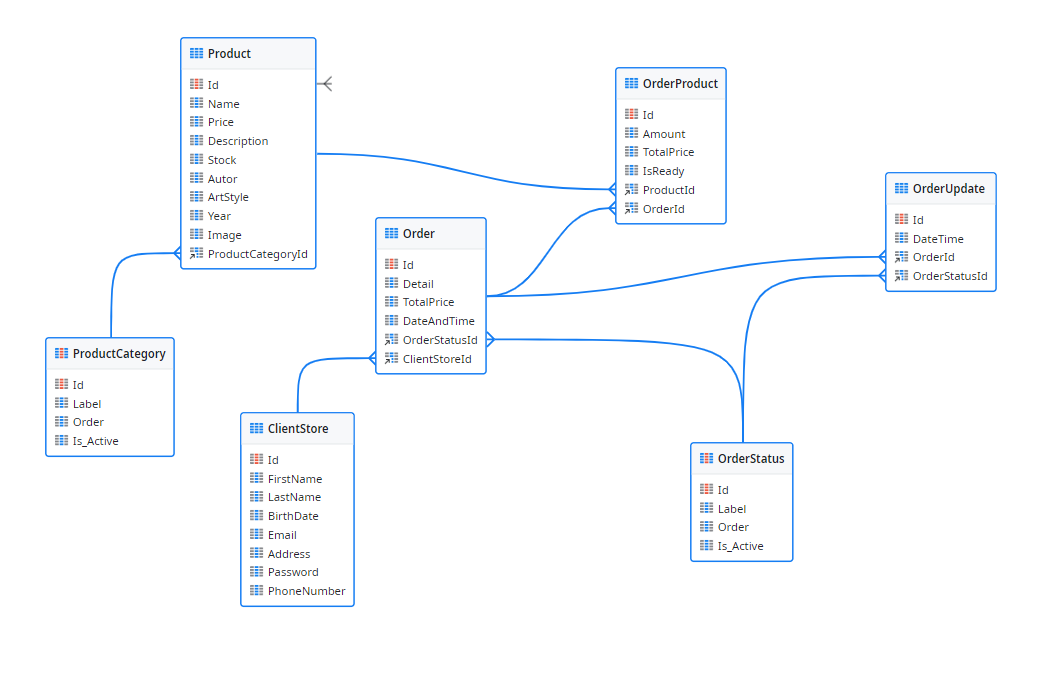 Product
Id
Name
Price
Description
Stock
Autor
ArtStyle
Year
Image
ProductCategoryId
OrderProduct
Id
Amount
TotalPrice
IsReady
ProductId
OrderId
OrderUpdate
Id
DateTime
OrderId
OrderStatusId
Order
Id
Detail
TotalPrice
DateAndTime
OrderStatusId
ClientStoreId
ProductCategory
Id
Label
Order
Is_Active
ClientStore
Id
FirstName
LastName
BirthDate
Email
Address
Password
PhoneNumber
OrderStatus
Id
Label
Order
Is_Active